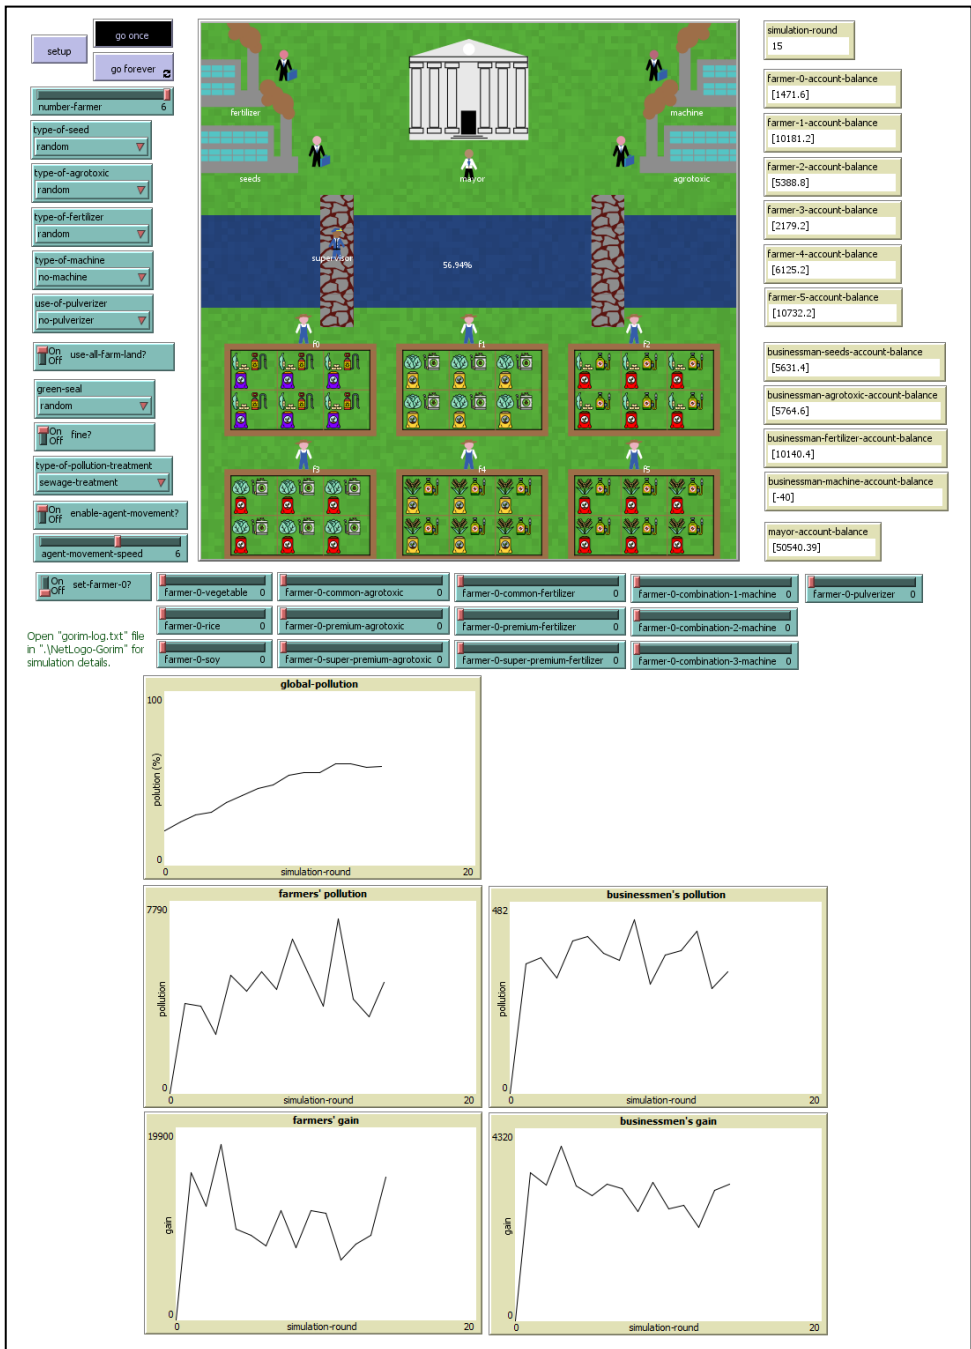 setup
go once
go forever
number-farmer 6
type-of-seed
random
type-of-agrotoxic
random
type-of-fertilizer
random
type-of-machine
no-machine
use-of-pulverizer
no-pulverizer
On
Off
use-all-farm-land?
green-seal
random
On
Off
fine?
type-of-pollution-treatment
sewage-treatment
On
Off
enable-agent-movement?
agent-movement-speed 6
fertilizer
machine
seeds
mayor
agrotoxic
supervisor
56.94%
f0
f1
f2
f3
f4
f5
simulation-round
15
farmer-0-account-balance
[1471.6]
farmer-1-account-balance
[10181.2]
farmer-2-account-balance
[5388.8]
farmer-3-account-balance
[2179.2]
farmer-4-account-balance
[6125.2]
farmer-5-account-balance
[10732.2]
businessman-seeds-account-balance
[5631.4]
businessman-agrotoxic-account-balance
[5764.6]
businessman-fertilizer-account-balance
[10140.4]
businessman-machine-account-balance
[-40]
mayor-account-balance
[50540.39]
On
Off
set-farmer-0?
farmer-0-vegetable 0
farmer-0-common-agrotoxic 0
farmer-0-common-fertilizer 0
farmer-0-combination-1-machine 0
farmer-0-pulverizer 0
farmer-0-rice 0
farmer-0-premium-agrotoxic 0
farmer-0-premium-fertilizer 0
farmer-0-combination-2-machine 0
farmer-0-soy 0
farmer-0-super-premium-agrotoxic 0
farmer-0-super-premium-fertilizer 0
farmer-0-combination-3-machine 0
Open "gorim-log.txt" file
in ".\NetLogo-Gorim" for
simulation details.
global-pollution
100
polution (%)
0
0
simulation-round
20
farmers' pollution
7790
pollution
0
0
simulation-round
20
businessmen's pollution
482
pollution
0
0
simulation-round
20
farmers' gain
19900
gain
0
0
simulation-round
20
businessmen's gain
4320
gain
0
0
simulation-round
20